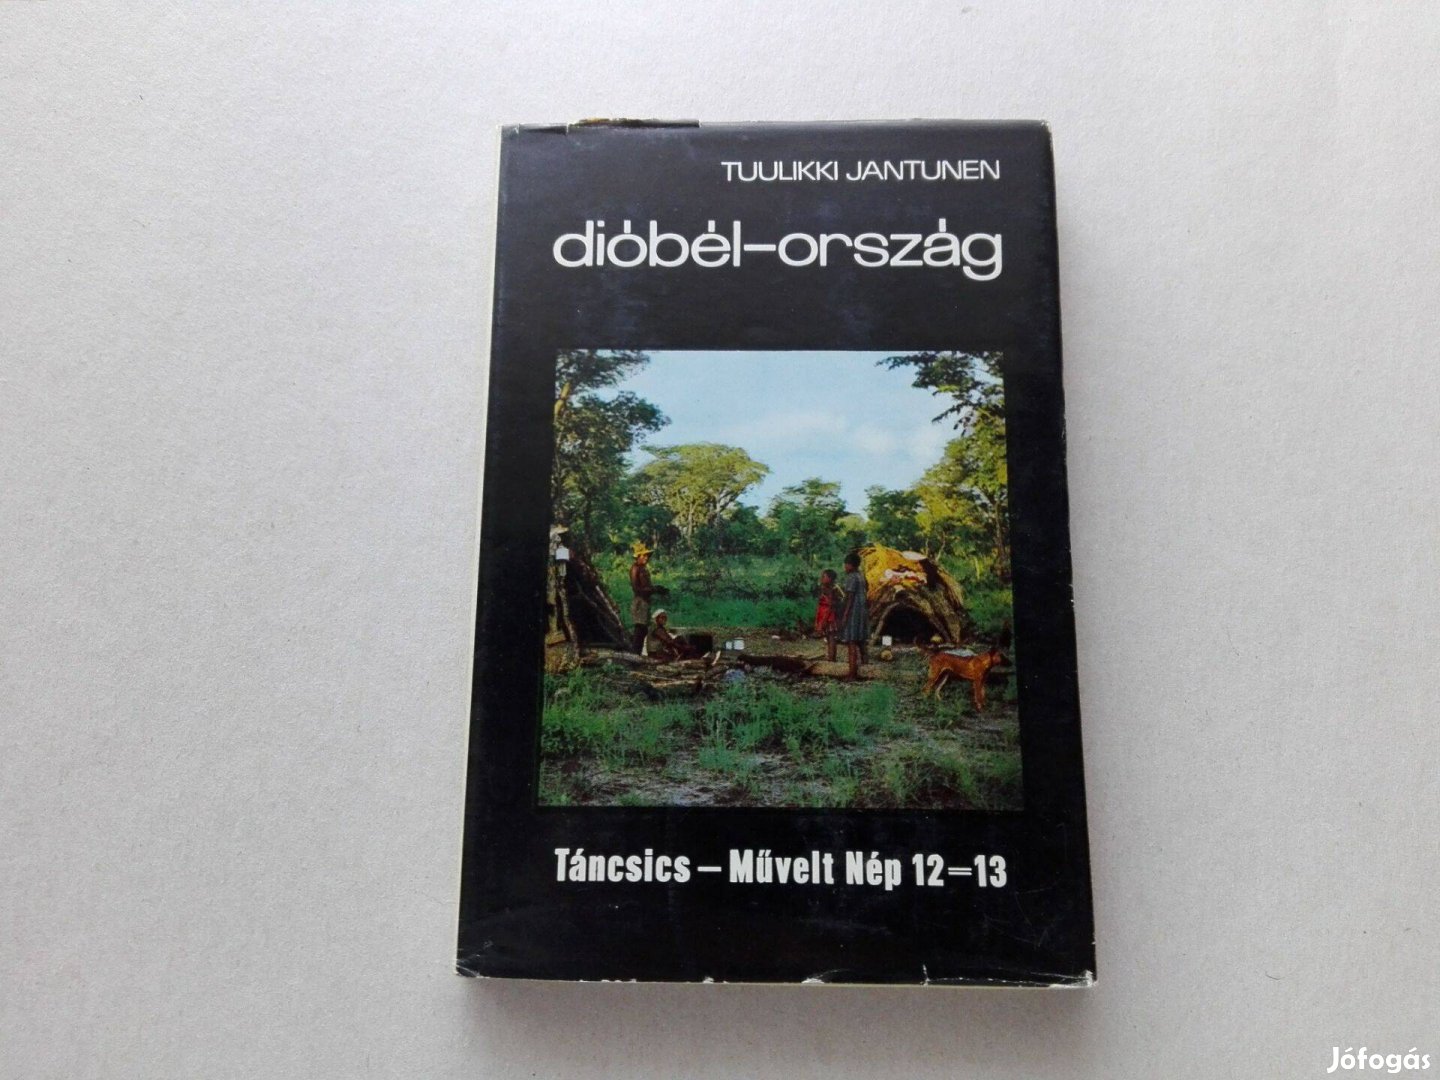 TUULIKKI JANTUNEN
dióbél-ország
Táncsics – Művelt Nép 12=13
Jófogás